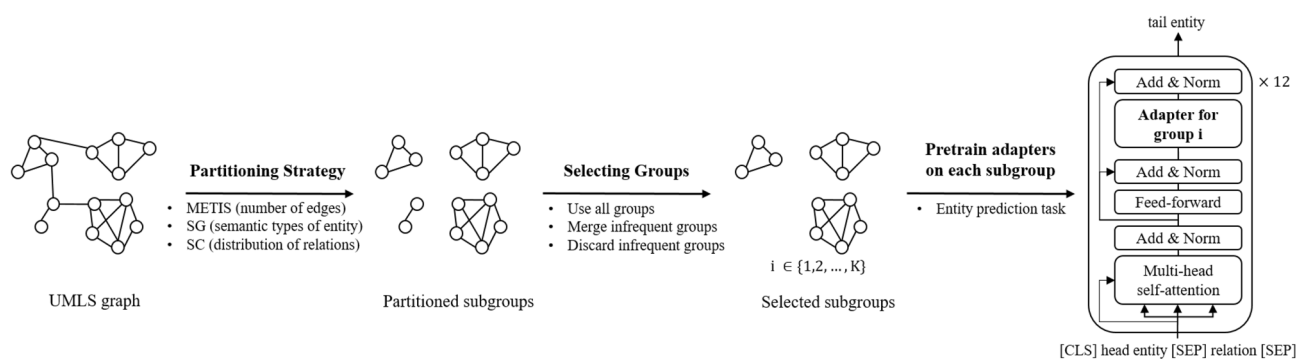 UMLS graph
Partitioning Strategy
• METIS (number of edges)
• SG (semantic types of entity)
• SC (distribution of relations)
Partitioned subgroups
Selecting Groups
• Use all groups
• Merge infrequent groups
• Discard infrequent groups
i ∈ {1,2, ... , K}
Selected subgroups
Pretrain adapters
on each subgroup
• Entity prediction task
tail entity
Add & Norm
× 12
Adapter for
group i
Add & Norm
Feed-forward
Add & Norm
Multi-head
self-attention
[CLS] head entity [SEP] relation [SEP]